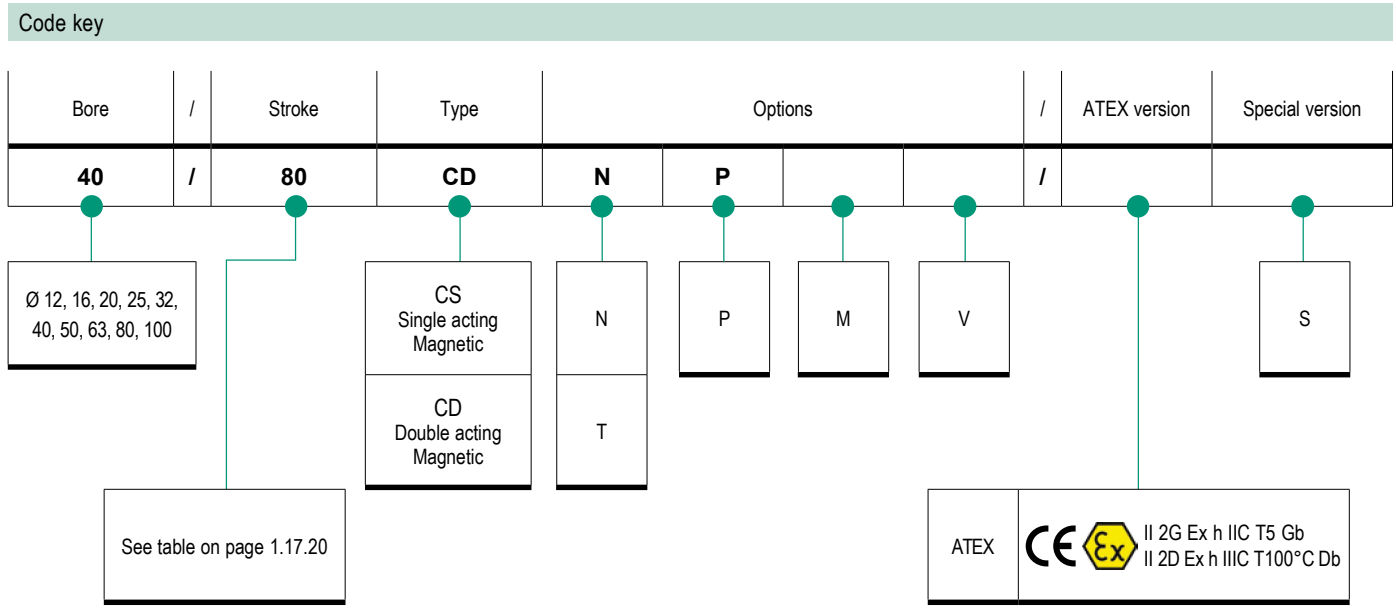 Code key
Bore / Stroke Type Options / ATEX version Special version
40 / 80 CD N P /
Ø 12, 16, 20, 25, 32,
40, 50, 63, 80, 100
CS
Single acting
Magnetic
CD
Double acting
Magnetic
N
T
P
M
V
S
See table on page 1.17.20
ATEX
CE Ex II 2G Ex h IIC T5 Gb
II 2D Ex h IIIC T100°C Db